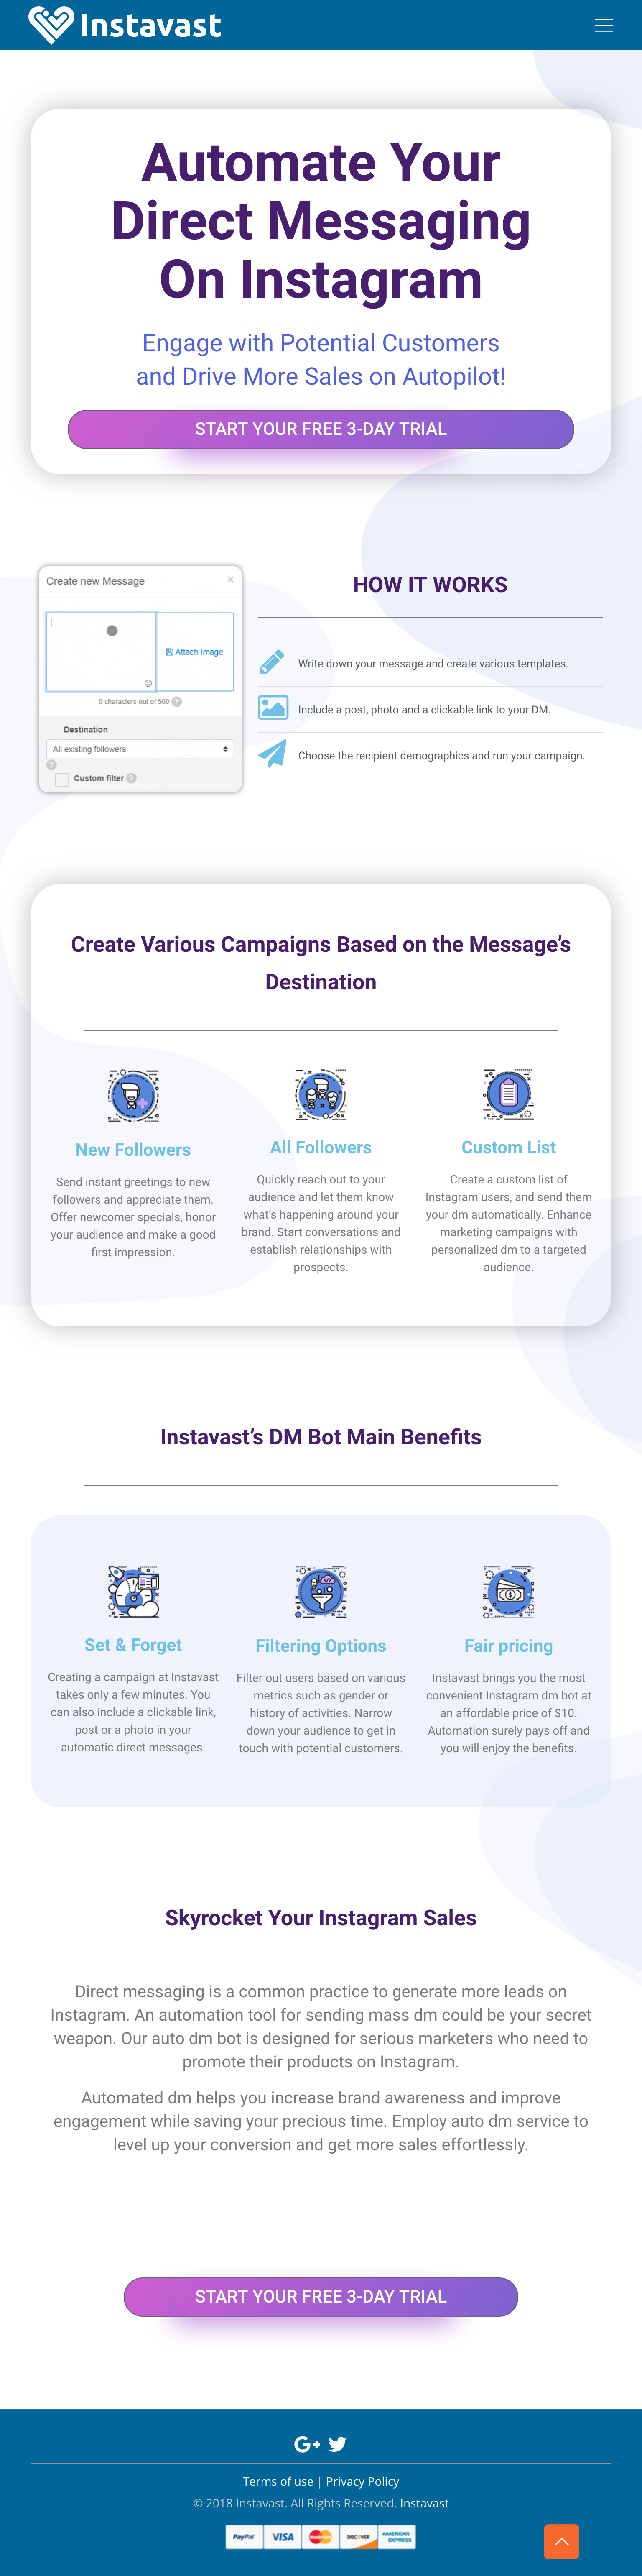 Instavast
Automate Your
Direct Messaging
On Instagram
Engage with Potential Customers
and Drive More Sales on Autopilot!
START YOUR FREE 3-DAY TRIAL
Create new Message
×
Attach Image
0 characters out of 500 ?
Destination
All existing followers
?
Custom filter ?
HOW IT WORKS
Write down your message and create various templates.
Include a post, photo and a clickable link to your DM.
Choose the recipient demographics and run your campaign.
Create Various Campaigns Based on the Message’s
Destination
New Followers
Send instant greetings to new
followers and appreciate them.
Offer newcomer specials, honor
your audience and make a good
first impression.
All Followers
Quickly reach out to your
audience and let them know
what’s happening around your
brand. Start conversations and
establish relationships with
prospects.
Custom List
Create a custom list of
Instagram users, and send them
your dm automatically. Enhance
marketing campaigns with
personalized dm to a targeted
audience.
Instavast’s DM Bot Main Benefits
Set & Forget
Creating a campaign at Instavast
takes only a few minutes. You
can also include a clickable link,
post or a photo in your
automatic direct messages.
Filtering Options
Filter out users based on various
metrics such as gender or
history of activities. Narrow
down your audience to get in
touch with potential customers.
Fair pricing
Instavast brings you the most
convenient Instagram dm bot at
an affordable price of $10.
Automation surely pays off and
you will enjoy the benefits.
Skyrocket Your Instagram Sales
Direct messaging is a common practice to generate more leads on
Instagram. An automation tool for sending mass dm could be your secret
weapon. Our auto dm bot is designed for serious marketers who need to
promote their products on Instagram.
Automated dm helps you increase brand awareness and improve
engagement while saving your precious time. Employ auto dm service to
level up your conversion and get more sales effortlessly.
START YOUR FREE 3-DAY TRIAL
G+
Terms of use | Privacy Policy
© 2018 Instavast. All Rights Reserved. Instavast
PayPal VISA MasterCard DISCOVER AMERICAN EXPRESS